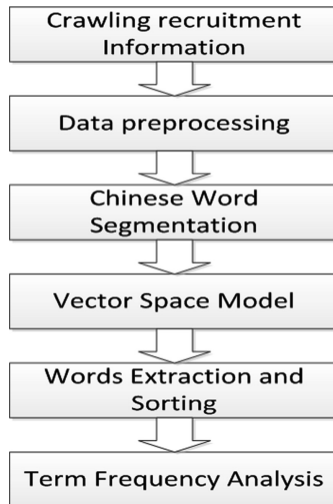 Crawling recruitment
Information
Data preprocessing
Chinese Word
Segmentation
Vector Space Model
Words Extraction and
Sorting
Term Frequency Analysis